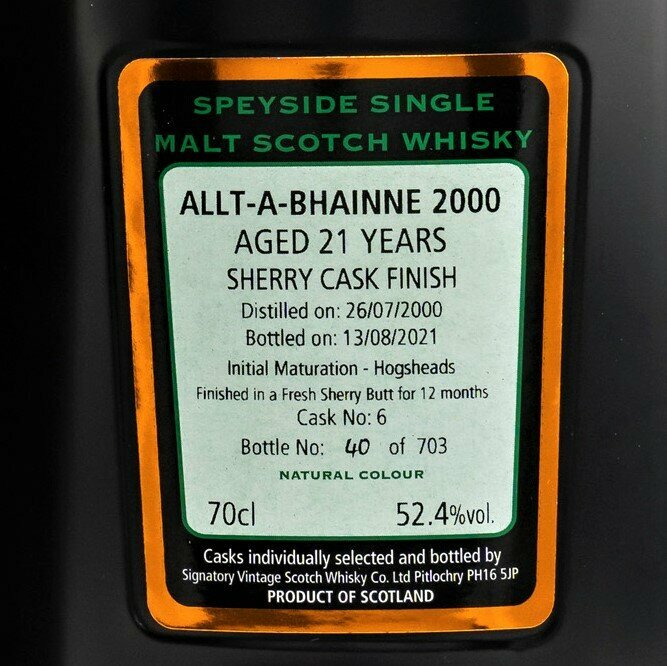 SPEYSIDE SINGLE
MALT SCOTCH WHISKY
ALLT-A-BHAINNE 2000
AGED 21 YEARS
SHERRY CASK FINISH
Distilled on: 26/07/2000
Bottled on: 13/08/2021
Initial Maturation - Hogsheads
Finished in a Fresh Sherry Butt for 12 months
Cask No: 6
Bottle No: 40 of 703
NATURAL COLOUR
70cl 52.4%vol.
Casks individually selected and bottled by
Signatory Vintage Scotch Whisky Co. Ltd Pitlochry PH16 5JP
PRODUCT OF SCOTLAND